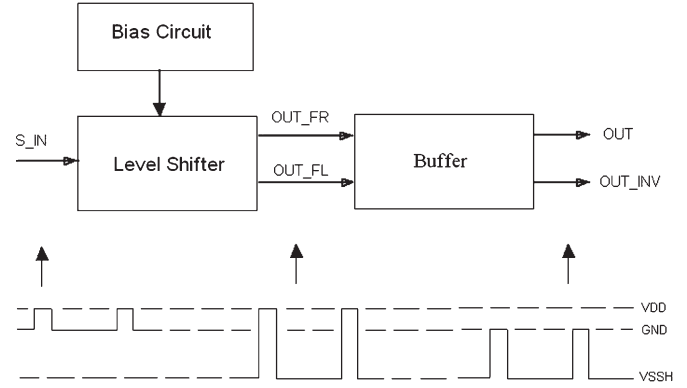 Bias Circuit
S_IN
Level Shifter
OUT_FR
OUT_FL
Buffer
OUT
OUT_INV
VDD
GND
VSSH